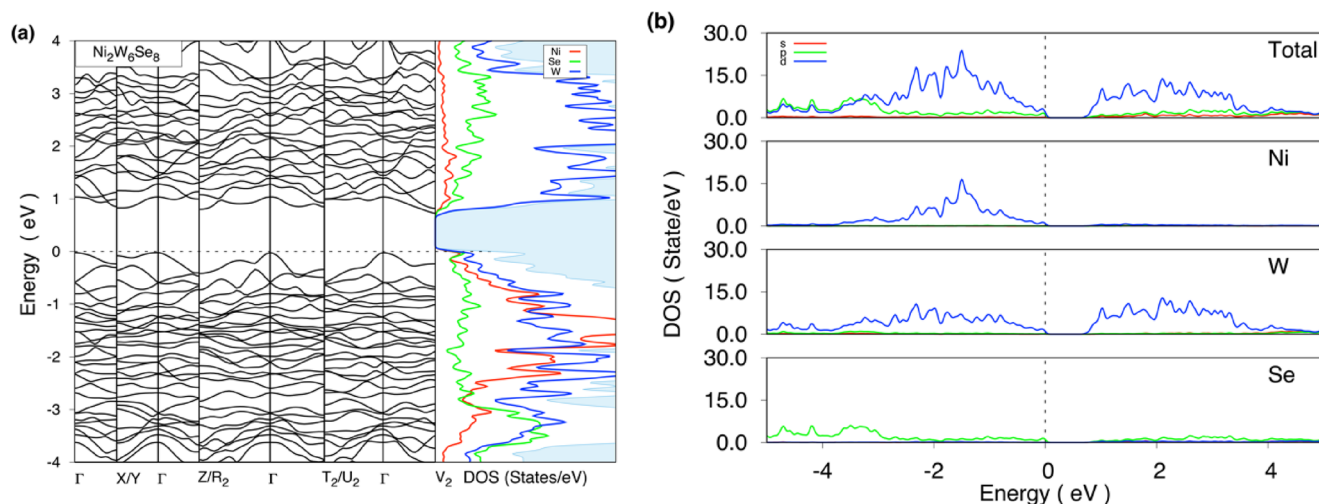 (a)
Ni2W6Se8
Ni
Se
W
4
3
2
1
0
-1
-2
-3
-4
Energy ( eV )
Γ X/Y Γ Z/R2 Γ T2/U2 Γ V2 DOS (States/eV)
(b)
30.0
15.0
0.0
s
p
d
Total
30.0
15.0
0.0
Ni
30.0
15.0
0.0
W
30.0
15.0
0.0
Se
DOS ( State/eV)
-4 -2 0 2 4
Energy ( eV)